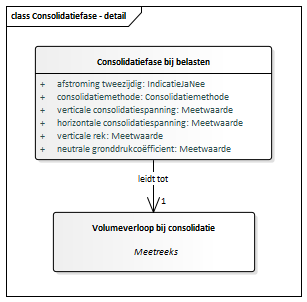 class Consolidatiefase - detail
Consolidatiefase bij belasten
+ afstroming tweezijdig: IndicatieJaNee
+ consolidatiemethode: Consolidatiemethode
+ verticale consolidatiespanning: Meetwaarde
+ horizontale consolidatiespanning: Meetwaarde
+ verticale rek: Meetwaarde
+ neutrale gronddrukcoëfficient: Meetwaarde
leidt tot
1
Volumeverloop bij consolidatie
Meetreeks